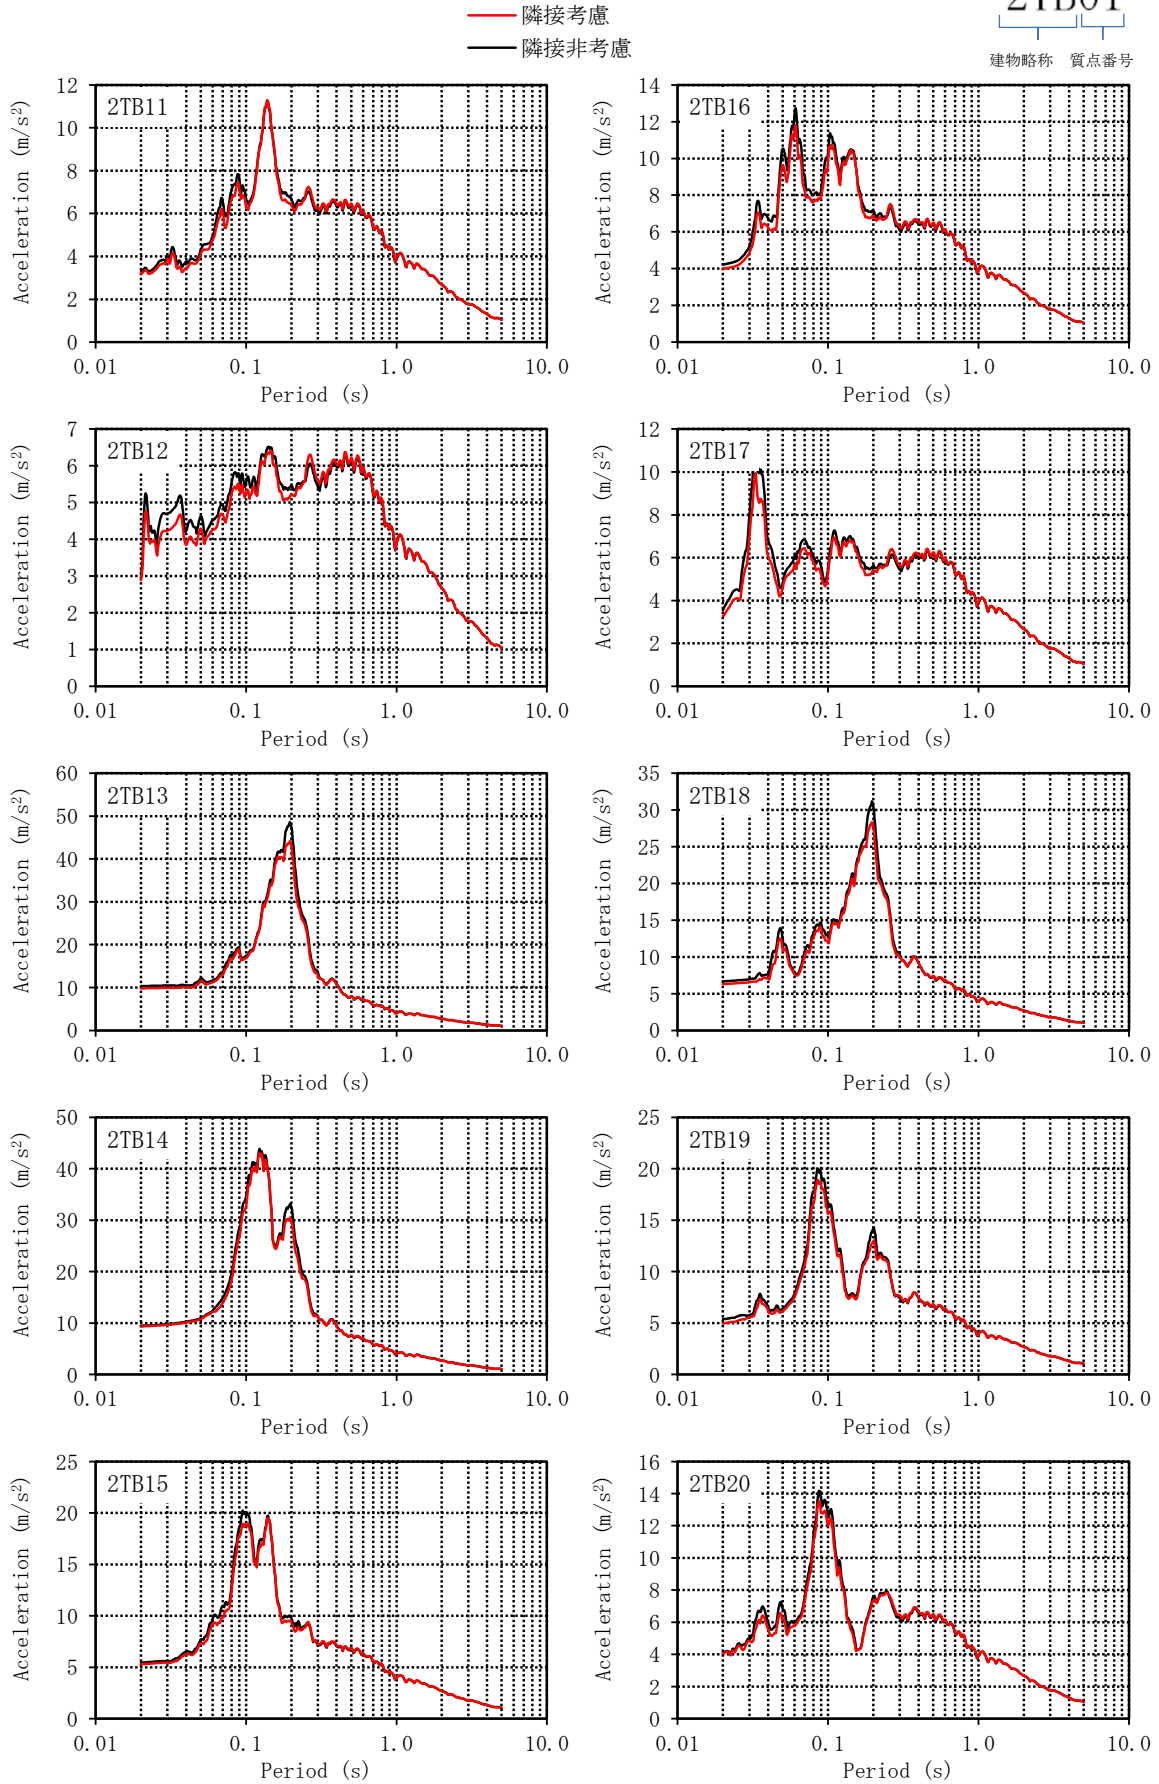 隣接考慮
隣接非考慮
2TB01
建物略称 質点番号
12
10
8
6
4
2
0
Acceleration (m/s²)
2TB11
0.01 0.1 1.0 10.0
Period (s)
14
12
10
8
6
4
2
0
Acceleration (m/s²)
2TB16
0.01 0.1 1.0 10.0
Period (s)
7
6
5
4
3
2
1
0
Acceleration (m/s²)
2TB12
0.01 0.1 1.0 10.0
Period (s)
12
10
8
6
4
2
0
Acceleration (m/s²)
2TB17
0.01 0.1 1.0 10.0
Period (s)
60
50
40
30
20
10
0
Acceleration (m/s²)
2TB13
0.01 0.1 1.0 10.0
Period (s)
35
30
25
20
15
10
5
0
Acceleration (m/s²)
2TB18
0.01 0.1 1.0 10.0
Period (s)
50
40
30
20
10
0
Acceleration (m/s²)
2TB14
0.01 0.1 1.0 10.0
Period (s)
25
20
15
10
5
0
Acceleration (m/s²)
2TB19
0.01 0.1 1.0 10.0
Period (s)
25
20
15
10
5
0
Acceleration (m/s²)
2TB15
0.01 0.1 1.0 10.0
Period (s)
16
14
12
10
8
6
4
2
0
Acceleration (m/s²)
2TB20
0.01 0.1 1.0 10.0
Period (s)